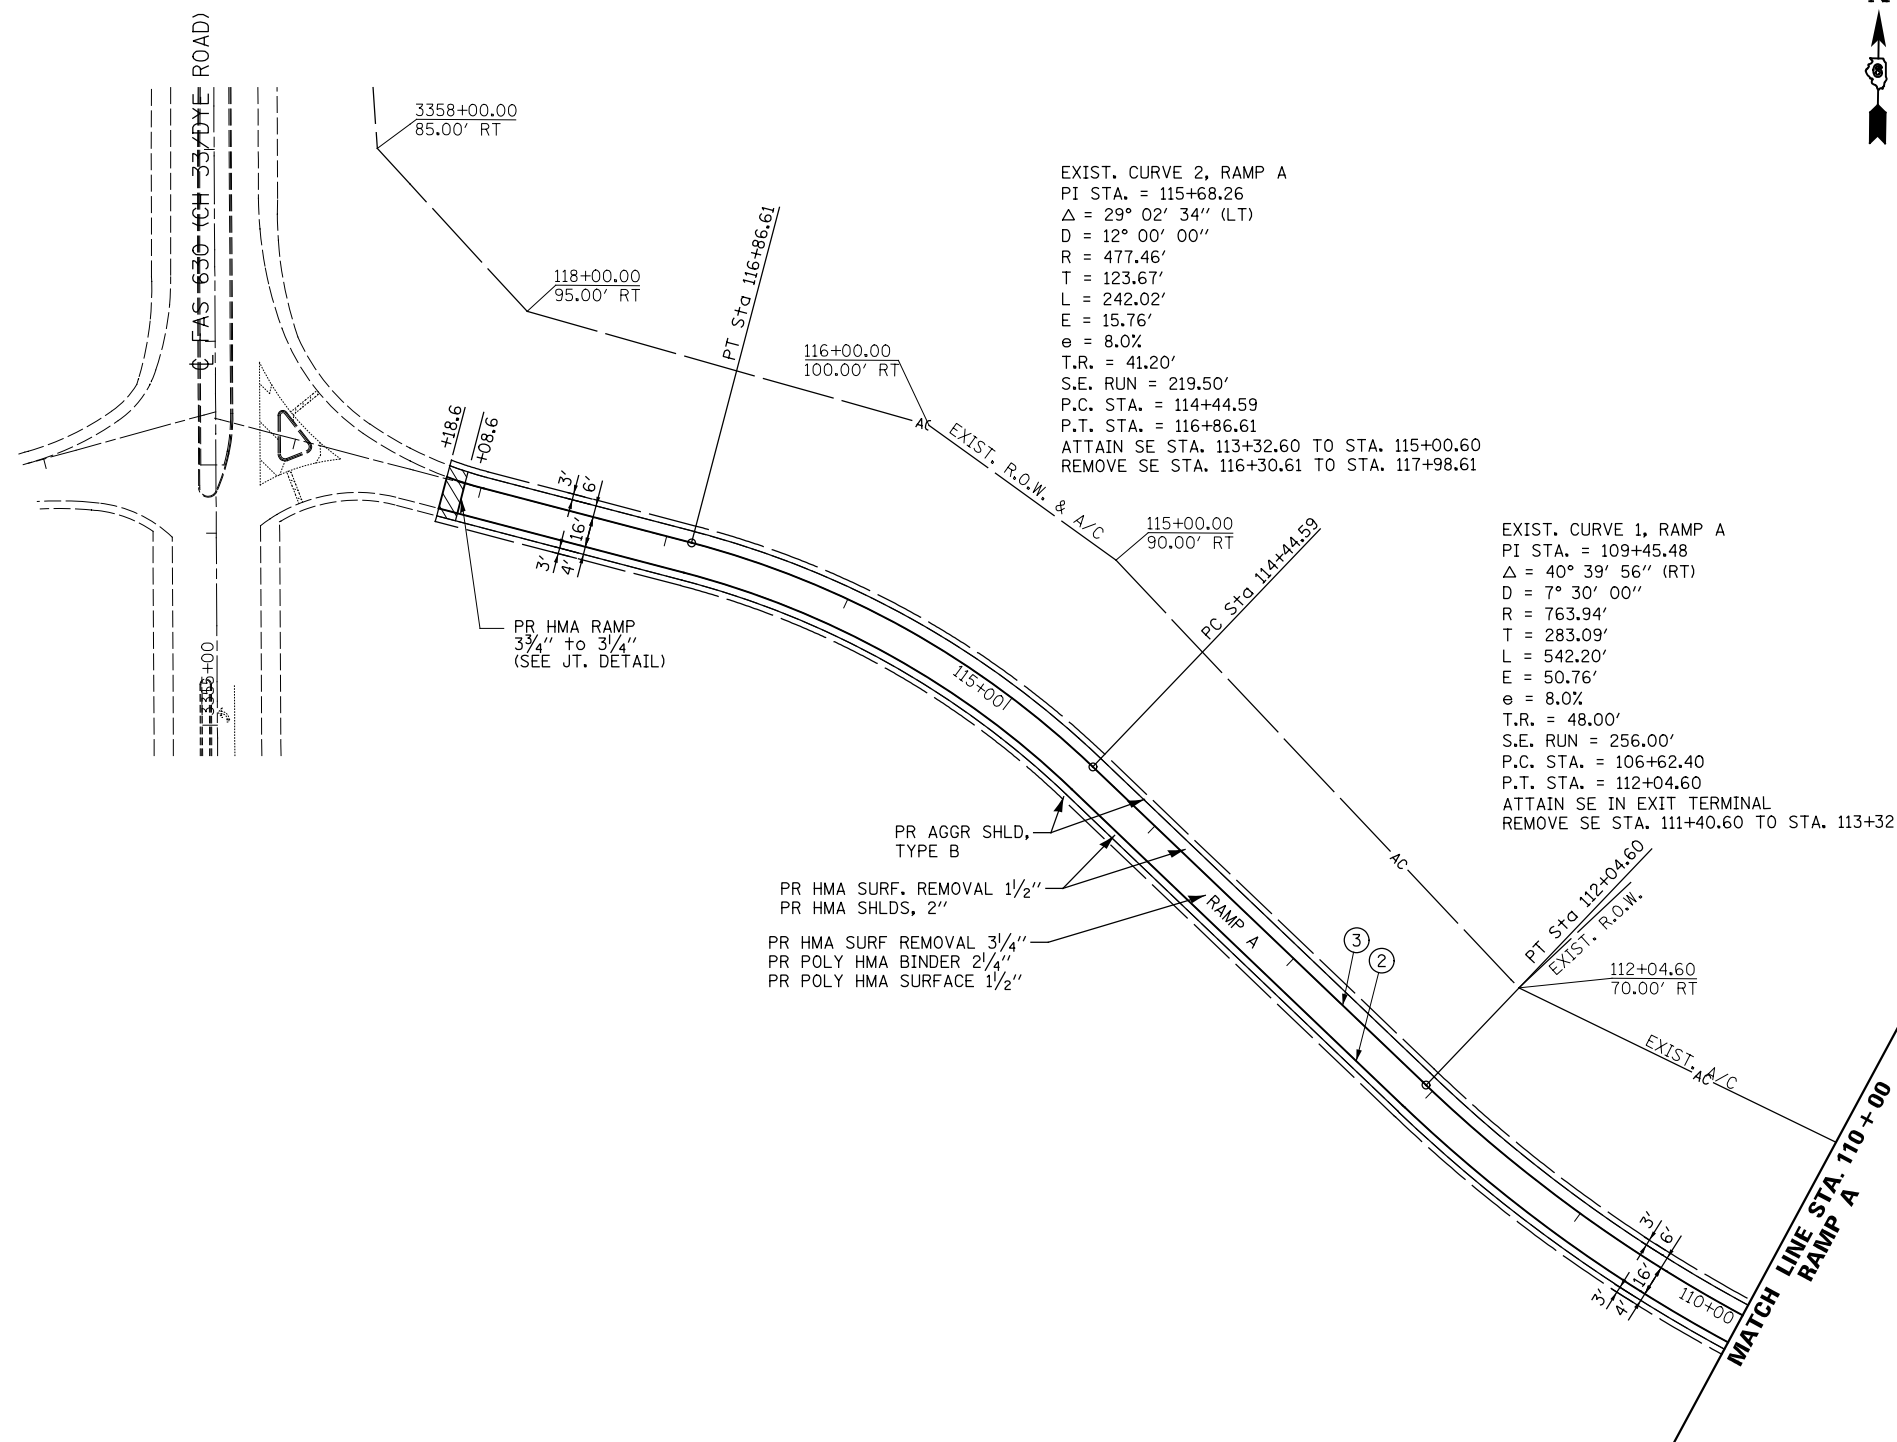 ℄ FAS 630 (CH 33/DYE ROAD)
3358+00.00
85.00' RT
118+00.00
95.00' RT
PT Sta 116+86.61
116+00.00
100.00' RT
AC
EXIST. R.O.W. & A/C
115+00.00
90.00' RT
PC Sta 114+44.59
EXIST. CURVE 2, RAMP A
PI STA. = 115+68.26
Δ = 29° 02' 34'' (LT)
D = 12° 00' 00''
R = 477.46'
T = 123.67'
L = 242.02'
E = 15.76'
e = 8.0%
T.R. = 41.20'
S.E. RUN = 219.50'
P.C. STA. = 114+44.59
P.T. STA. = 116+86.61
ATTAIN SE STA. 113+32.60 TO STA. 115+00.60
REMOVE SE STA. 116+30.61 TO STA. 117+98.61
EXIST. CURVE 1, RAMP A
PI STA. = 109+45.48
Δ = 40° 39' 56'' (RT)
D = 7° 30' 00''
R = 763.94'
T = 283.09'
L = 542.20'
E = 50.76'
e = 8.0%
T.R. = 48.00'
S.E. RUN = 256.00'
P.C. STA. = 106+62.40
P.T. STA. = 112+04.60
ATTAIN SE IN EXIT TERMINAL
REMOVE SE STA. 111+40.60 TO STA. 113+32
+18.6
+08.6
3'
6'
16'
3'
4'
PR HMA RAMP
3¾'' to 3¼''
(SEE JT. DETAIL)
115+00
PR AGGR SHLD,
TYPE B
PR HMA SURF. REMOVAL 1½''
PR HMA SHLDS, 2''
PR HMA SURF REMOVAL 3¼''
PR POLY HMA BINDER 2¼''
PR POLY HMA SURFACE 1½''
RAMP A
3
2
AC
PT Sta 112+04.60
EXIST. R.O.W.
112+04.60
70.00' RT
EXIST. A/C
AC
3'
6'
16'
3'
4'
110+00
MATCH LINE STA. 110+00
RAMP A